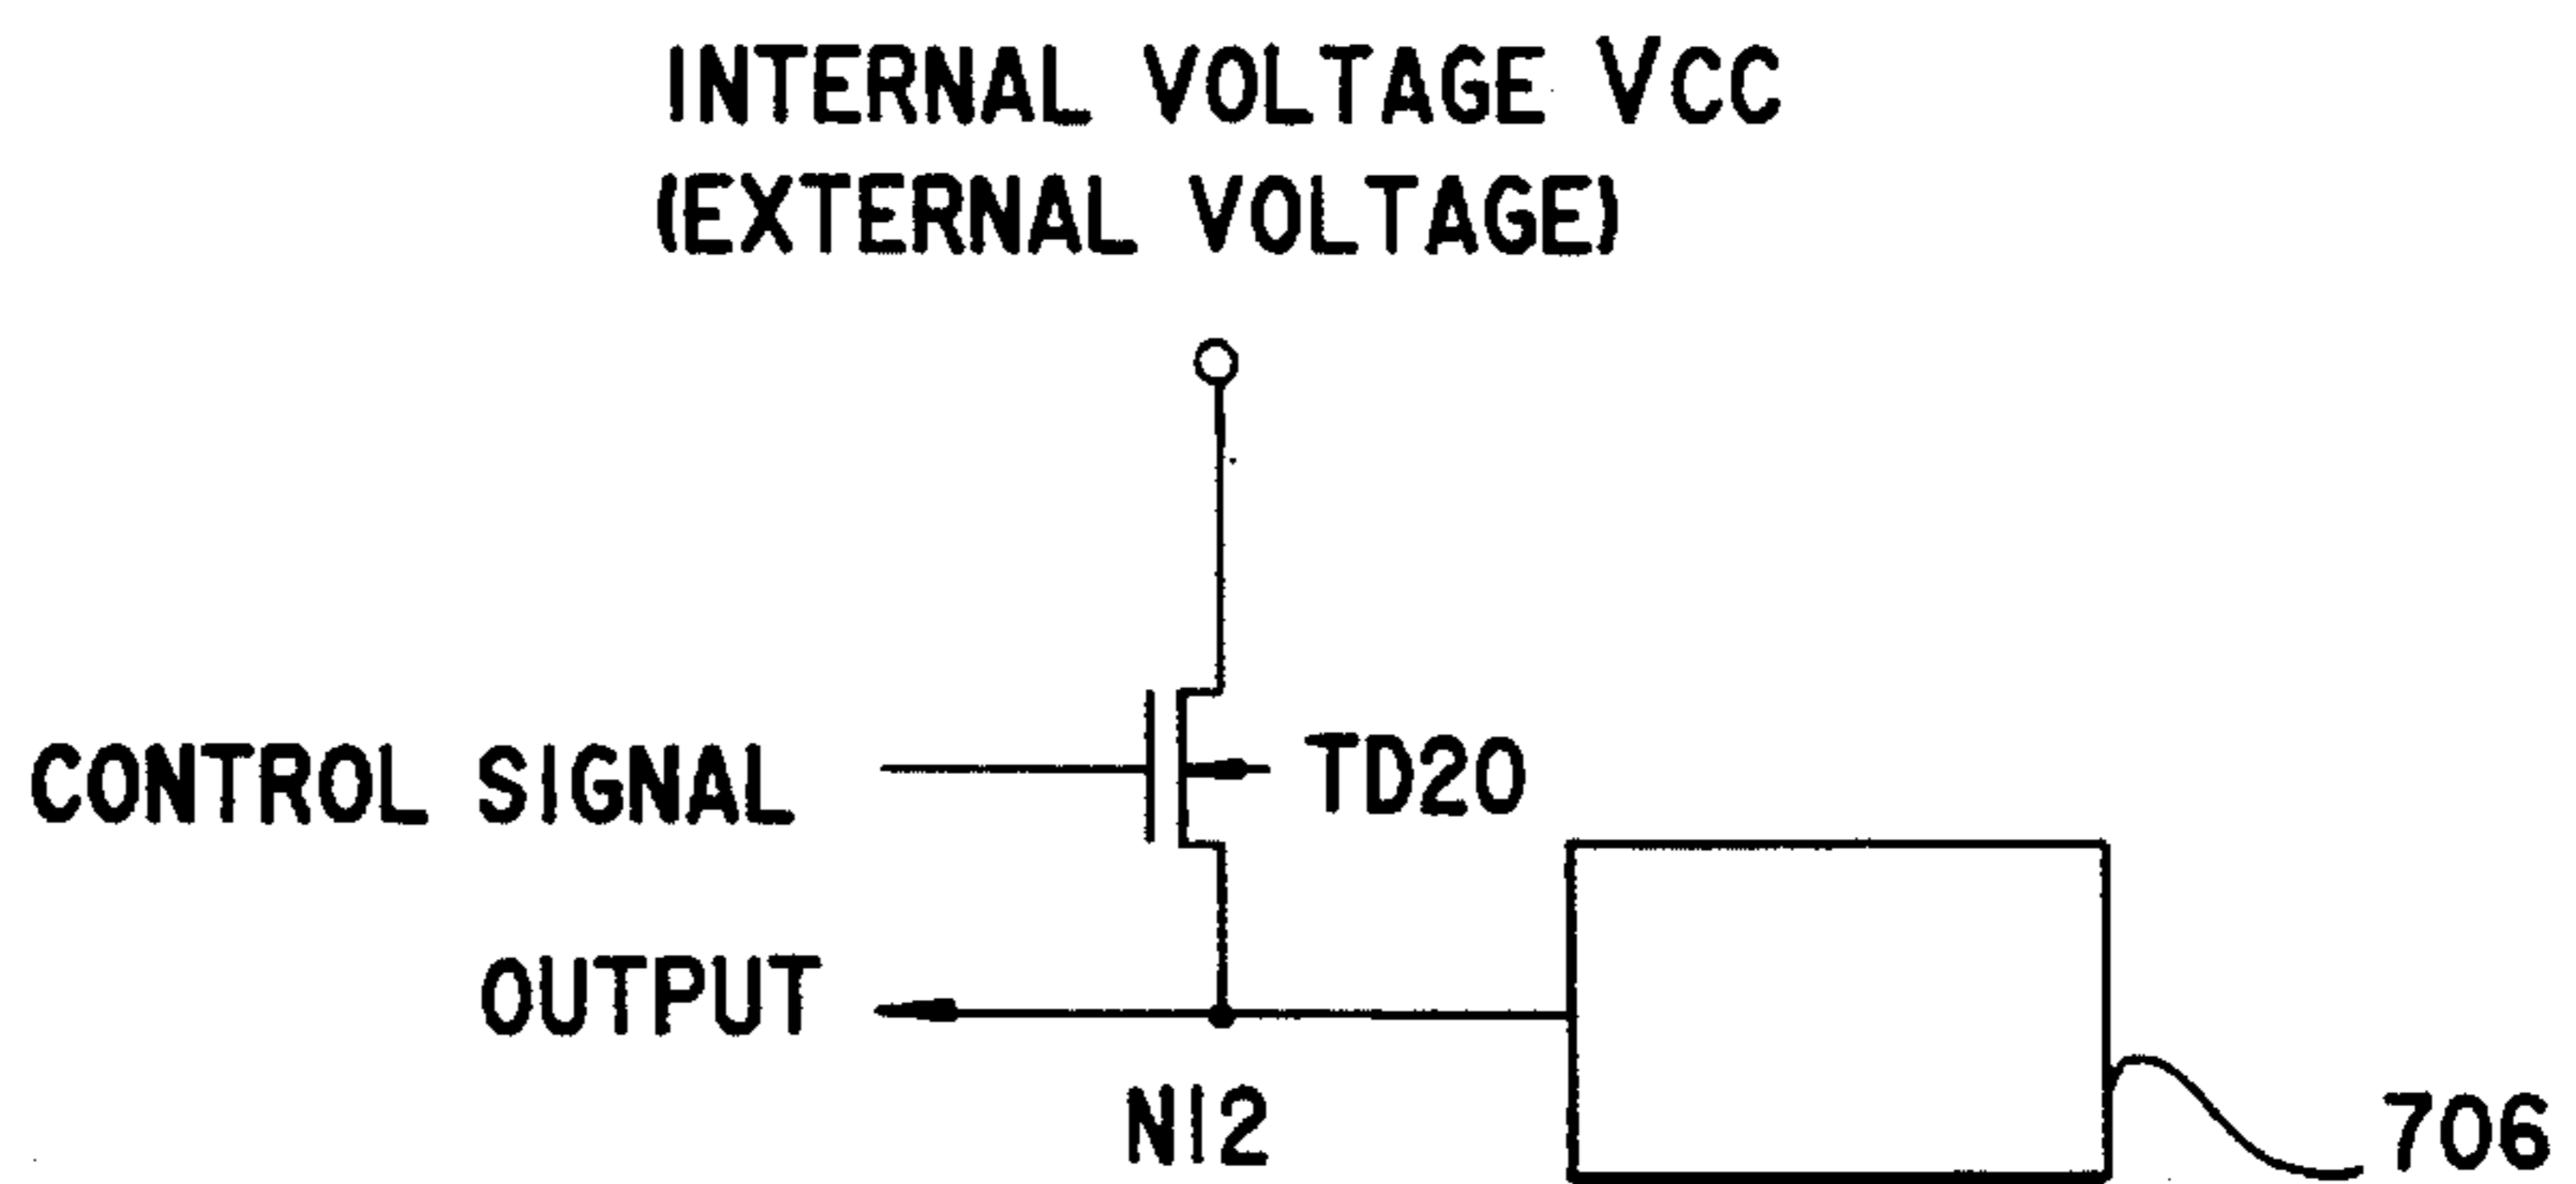 INTERNAL VOLTAGE VCC
(EXTERNAL VOLTAGE)
CONTROL SIGNAL
TD20
OUTPUT
N12
706